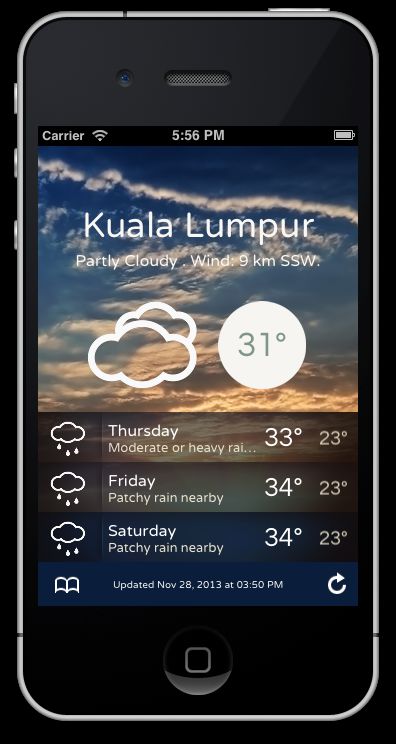 Carrier 5:56 PM
Kuala Lumpur
Partly Cloudy . Wind: 9 km SSW.
31°
Thursday 33° 23°
Moderate or heavy rai...
Friday 34° 23°
Patchy rain nearby
Saturday 34° 23°
Patchy rain nearby
Updated Nov 28, 2013 at 03:50 PM